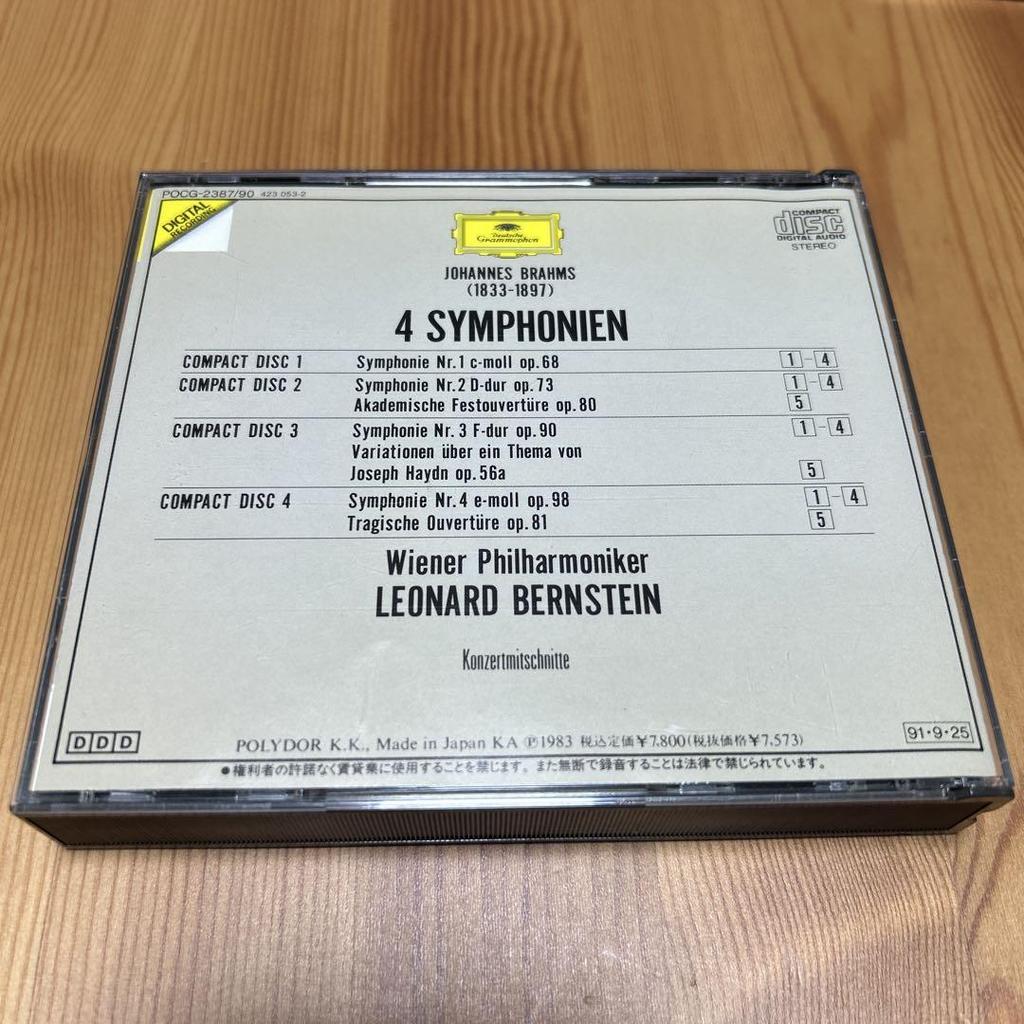 POCG-2387/90 423 053-2
DIGITAL
RECORDING
Deutsche
Grammophon
COMPACT
disc
DIGITAL AUDIO
STEREO
JOHANNES BRAHMS
(1833-1897)
4 SYMPHONIEN
COMPACT DISC 1 Symphonie Nr.1 c-moll op.68 1-4
COMPACT DISC 2 Symphonie Nr.2 D-dur op.73 1-4
Akademische Festouvertüre op.80 5
COMPACT DISC 3 Symphonie Nr.3 F-dur op.90 1-4
Variationen über ein Thema von
Joseph Haydn op.56a 5
COMPACT DISC 4 Symphonie Nr.4 e-moll op.98 1-4
Tragische Ouvertüre op.81 5
Wiener Philharmoniker
LEONARD BERNSTEIN
Konzertmitschnitte
DDD
POLYDOR K.K., Made in Japan KA ℗1983 税込定価¥7,800(税抜価格¥7,573)
91・9・25
●権利者の許諾なく賃貸業に使用することを禁じます。また無断で録音することは法律で禁じられています。